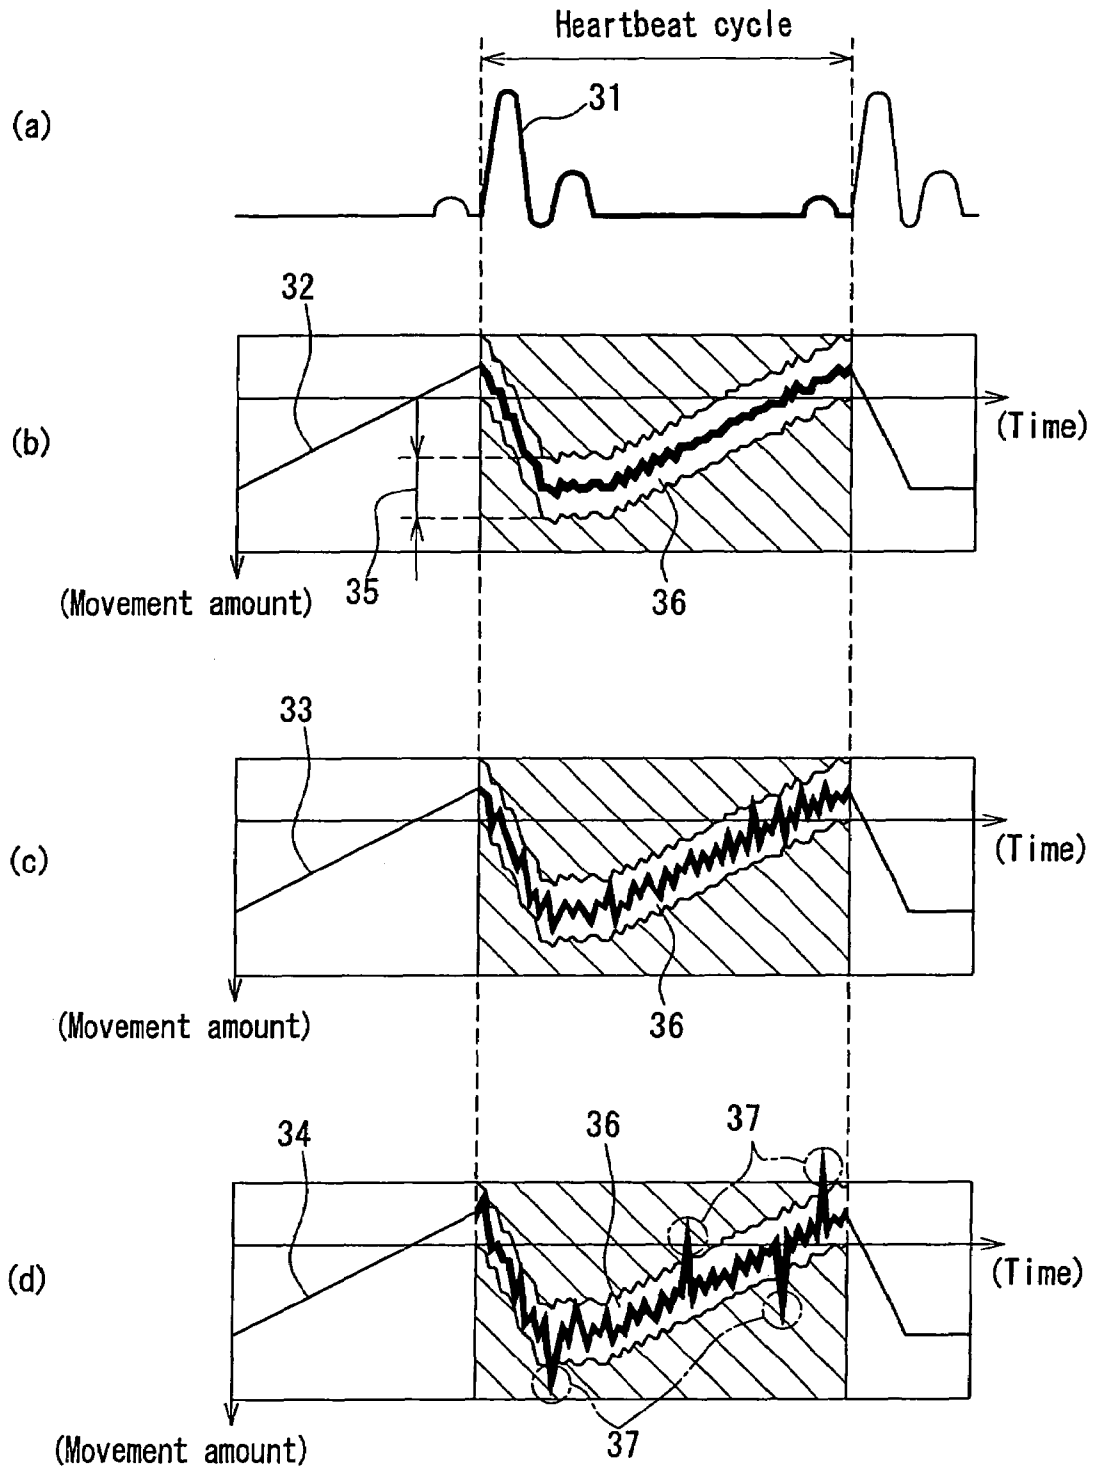 Heartbeat cycle
(a)
31
32
(b)
(Time)
35
36
(Movement amount)
33
(c)
(Time)
36
(Movement amount)
34
36
37
(d)
(Time)
37
(Movement amount)